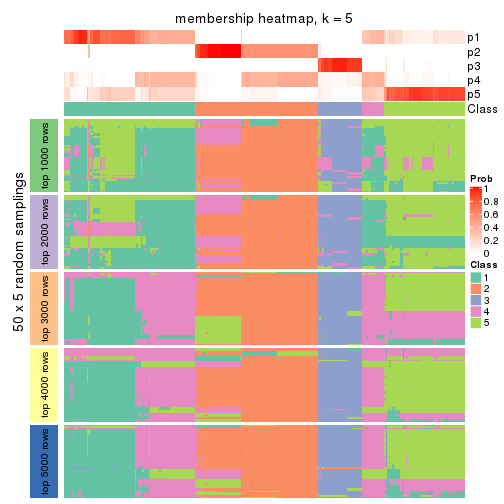 membership heatmap, k = 5
p1
p2
p3
p4
p5
Class
50 x 5 random samplings
top 1000 rows
top 2000 rows
top 3000 rows
top 4000 rows
top 5000 rows
Prob
1
0.8
0.6
0.4
0.2
0
Class
1
2
3
4
5